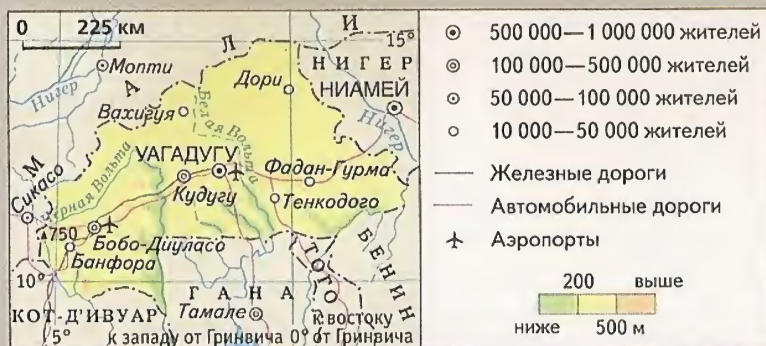 0 225 км
М А Л И
15°
НИГЕР
Мопти
Дори
НИАМЕЙ
Нигер
Нигер
Вахигуя
Белая Вольта
УАГАДУГУ
Фадан-Гурма
Сикасо
Чёрная Вольта
Кудугу
Тенкодого
750
Бобо-Диуласо
Банфора
10°
ГАНА
ТОГО
БЕНИН
КОТ-Д'ИВУАР
Тамале
5°
к западу от Гринвича 0° к востоку от Гринвича
500 000—1 000 000 жителей
100 000—500 000 жителей
50 000—100 000 жителей
10 000—50 000 жителей
Железные дороги
Автомобильные дороги
Аэропорты
200 выше
ниже 500 м